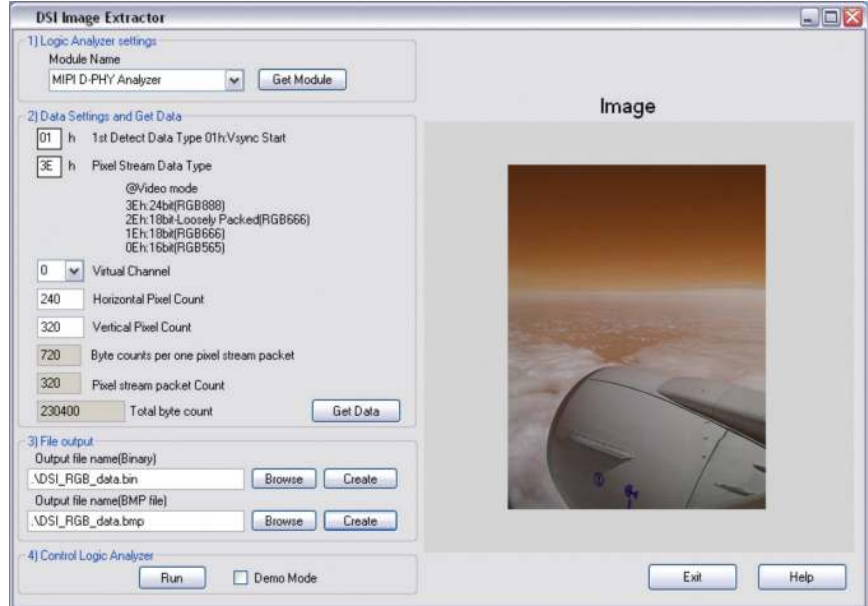 DSI Image Extractor
1) Logic Analyzer settings
Module Name
MIPI D-PHY Analyzer
Get Module
2) Data Settings and Get Data
01 h 1st Detect Data Type 01h:Vsync Start
3E h Pixel Stream Data Type
@Video mode
3Eh:24bit(RGB888)
2Eh:18bit-Loosely Packed(RGB666)
1Eh:18bit(RGB666)
0Eh:16bit(RGB565)
0 Virtual Channel
240 Horizontal Pixel Count
320 Vertical Pixel Count
720 Byte counts per one pixel stream packet
320 Pixel stream packet Count
230400 Total byte count Get Data
3) File output
Output file name(Binary)
.\DSI_RGB_data.bin Browse Create
Output file name(BMP file)
.\DSI_RGB_data.bmp Browse Create
4) Control Logic Analyzer
Run Demo Mode
Image
Exit Help